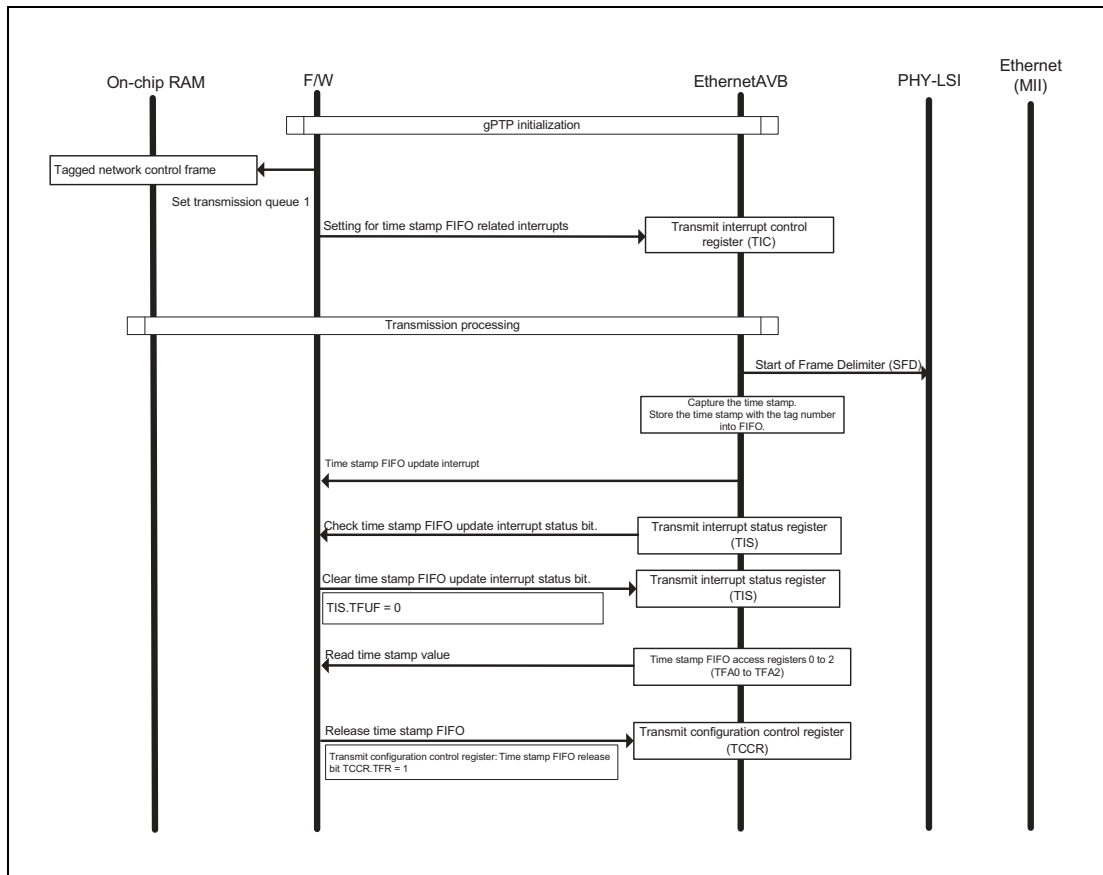 On-chip RAM
F/W
EthernetAVB
PHY-LSI
Ethernet
(MII)
gPTP initialization
Tagged network control frame
Set transmission queue 1
Setting for time stamp FIFO related interrupts
Transmit interrupt control
register (TIC)
Transmission processing
Start of Frame Delimiter (SFD)
Capture the time stamp.
Store the time stamp with the tag number
into FIFO.
Time stamp FIFO update interrupt
Check time stamp FIFO update interrupt status bit.
Transmit interrupt status register
(TIS)
Clear time stamp FIFO update interrupt status bit.
Transmit interrupt status register
(TIS)
TIS.TFUF = 0
Read time stamp value
Time stamp FIFO access registers 0 to 2
(TFA0 to TFA2)
Release time stamp FIFO
Transmit configuration control register
(TCCR)
Transmit configuration control register: Time stamp FIFO release
bit TCCR.TFR = 1